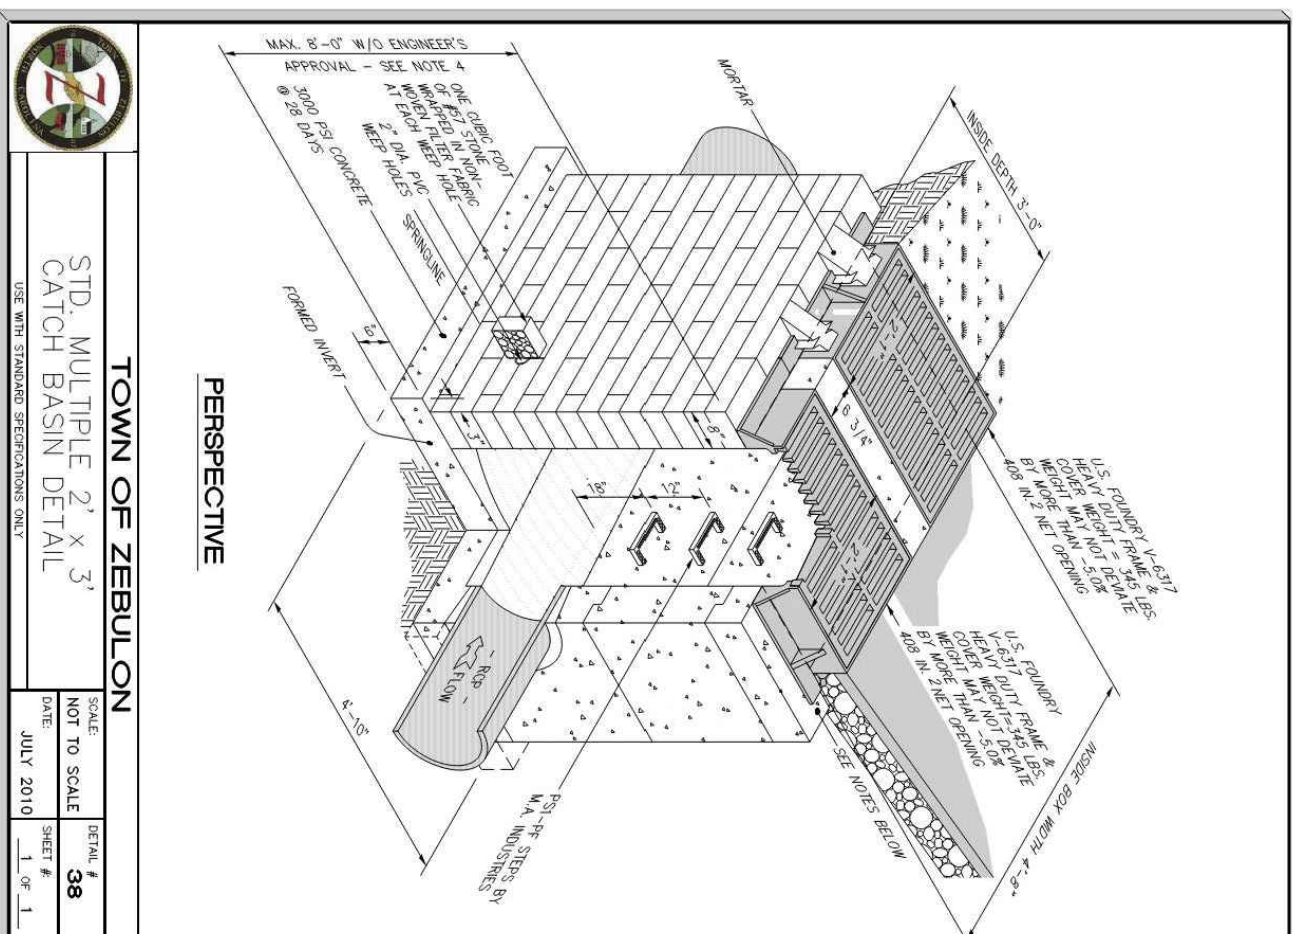 MAX. 8'-0" W/O ENGINEER'S
APPROVAL - SEE NOTE 4
ONE CUBIC FOOT
OF #57 STONE
WRAPPED IN NON-
WOVEN FILTER FABRIC
AT EACH WEEP HOLE
2" DIA. PVC
WEEP HOLES
3000 PSI CONCRETE
@ 28 DAYS
SPRINGLINE
FORMED INVERT
6"
MORTAR
INSIDE DEPTH 3'-0"
6 3/4"
3"
8"
18"
12"
U.S. FOUNDRY V-6317
HEAVY DUTY FRAME &
COVER WEIGHT = 345 LBS.
WEIGHT MAY NOT DEVIATE
BY MORE THAN -5.0%
408 IN. 2 NET OPENING
U.S. FOUNDRY
V-6317
HEAVY DUTY FRAME &
COVER WEIGHT=345 LBS.
WEIGHT MAY NOT DEVIATE
BY MORE THAN -5.0%
408 IN. 2 NET OPENING
INSIDE BOX WIDTH 4'-8"
SEE NOTES BELOW
PS1-PF STEPS BY
M.A. INDUSTRIES
- RCP -
FLOW
4'-10"
PERSPECTIVE
TOWN OF ZEBULON
STD. MULTIPLE 2' x 3'
CATCH BASIN DETAIL
USE WITH STANDARD SPECIFICATIONS ONLY
SCALE:
NOT TO SCALE
DETAIL #
38
DATE:
JULY 2010
SHEET #:
1 OF 1